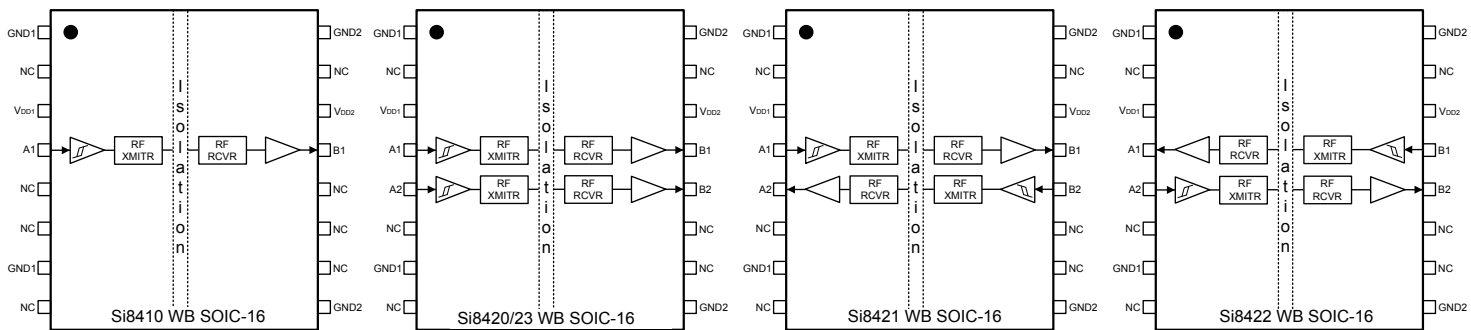 GND1
NC
VDD1
A1
NC
NC
GND1
NC
RF
XMITR
Isolation
RF
RCVR
GND2
NC
VDD2
B1
NC
NC
NC
GND2
Si8410 WB SOIC-16
GND1
NC
VDD1
A1
A2
NC
GND1
NC
RF
XMITR
RF
XMITR
Isolation
RF
RCVR
RF
RCVR
GND2
NC
VDD2
B1
B2
NC
NC
GND2
Si8420/23 WB SOIC-16
GND1
NC
VDD1
A1
A2
NC
GND1
NC
RF
XMITR
RF
RCVR
Isolation
RF
RCVR
RF
XMITR
GND2
NC
VDD2
B1
B2
NC
NC
GND2
Si8421 WB SOIC-16
GND1
NC
VDD1
A1
A2
NC
GND1
NC
RF
RCVR
RF
XMITR
Isolation
RF
XMITR
RF
RCVR
GND2
NC
VDD2
B1
B2
NC
NC
GND2
Si8422 WB SOIC-16